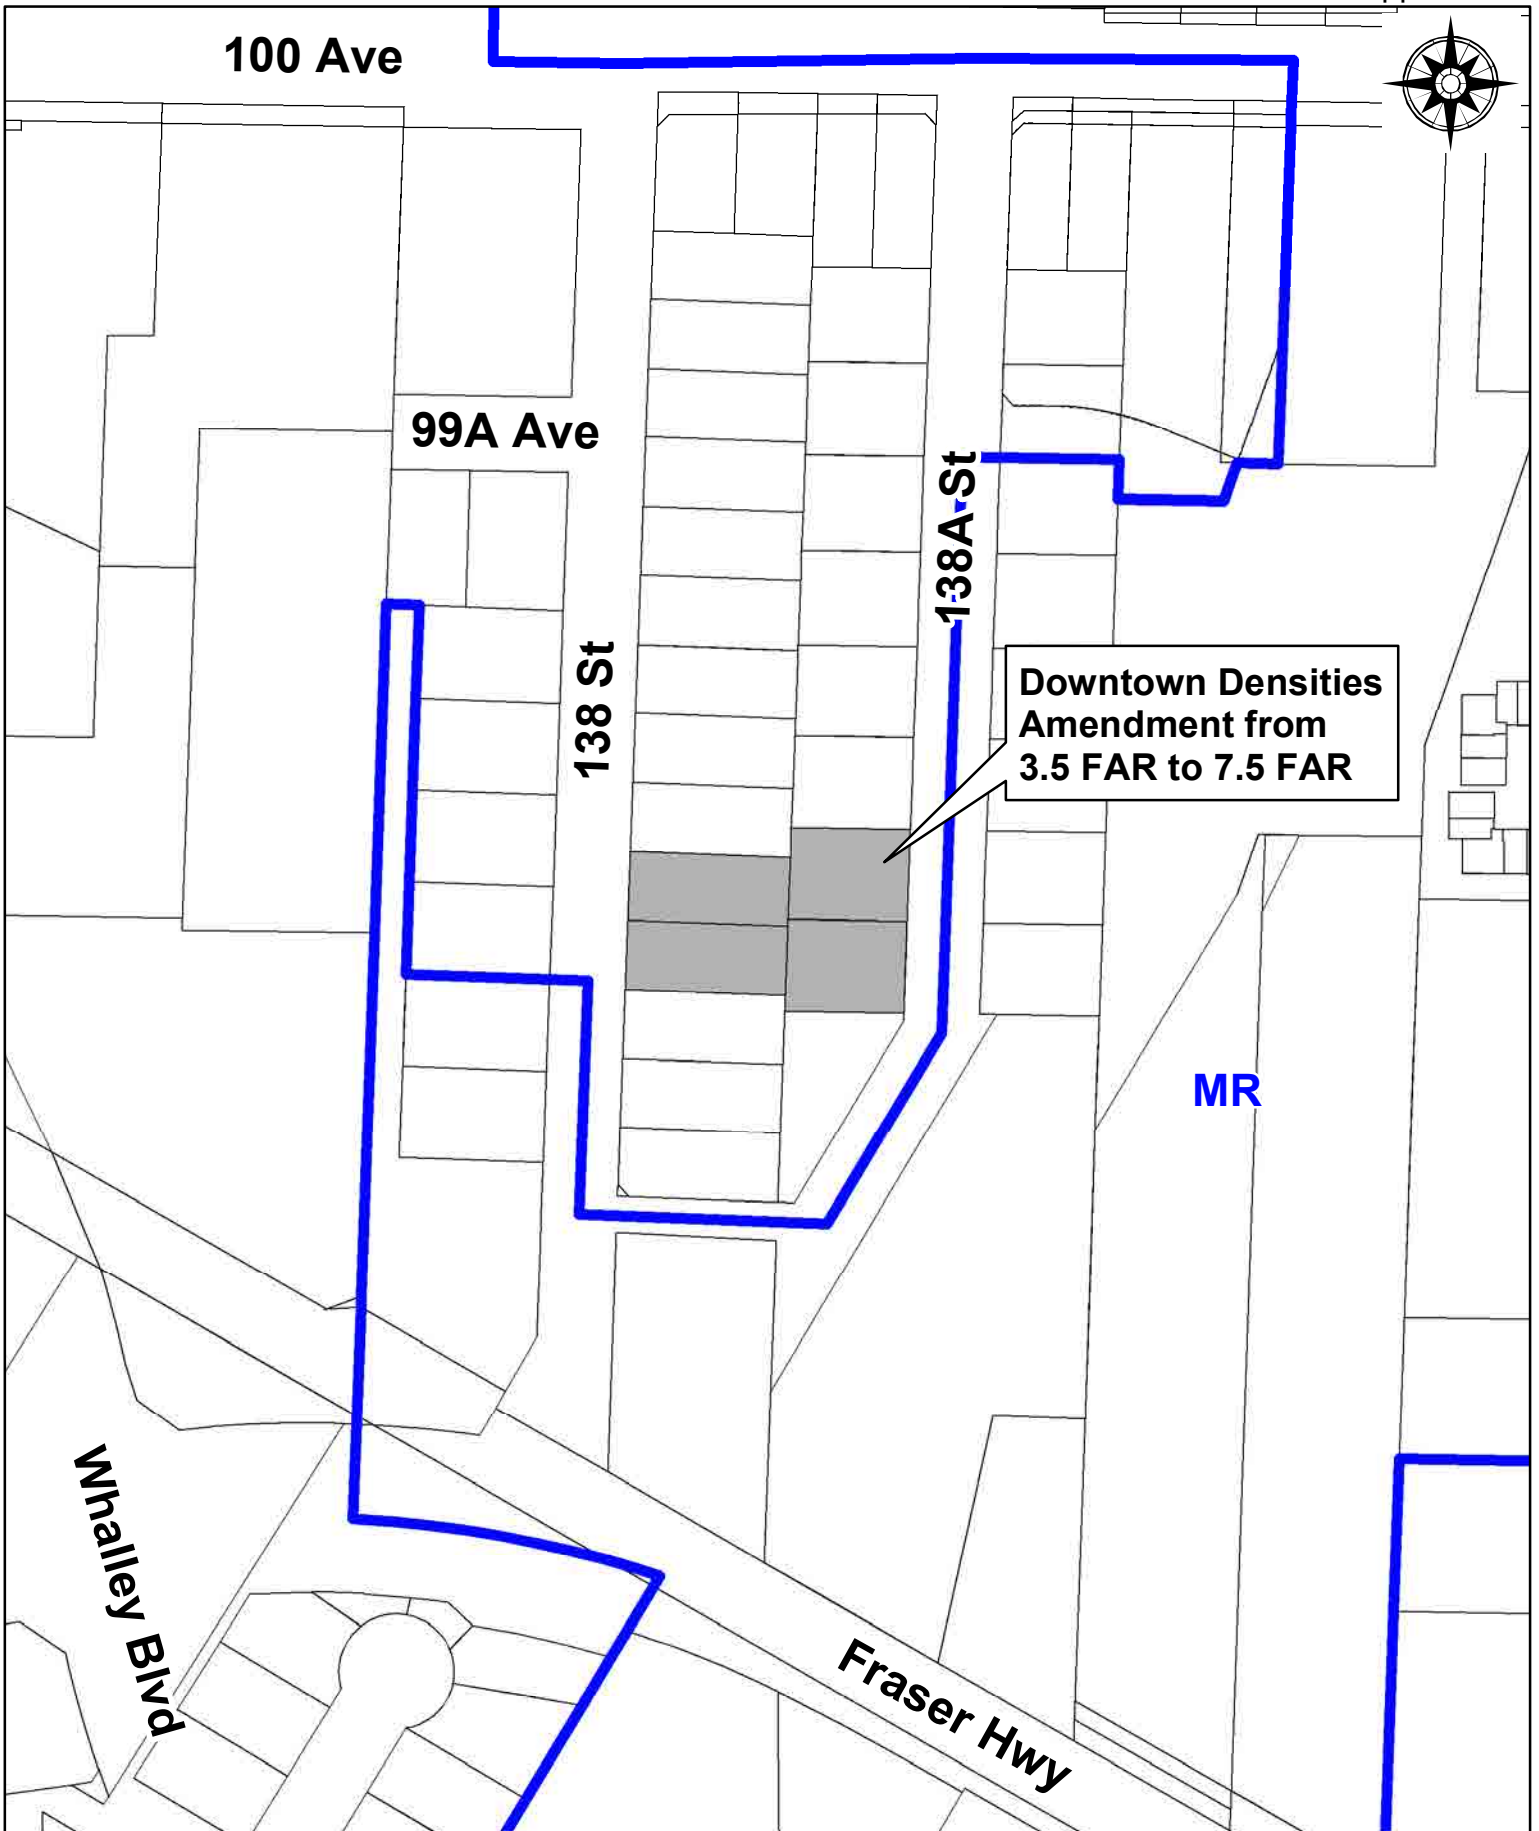 100 Ave
99A Ave
138A St
138 St
Downtown Densities
Amendment from
3.5 FAR to 7.5 FAR
MR
Whalley Blvd
Fraser Hwy